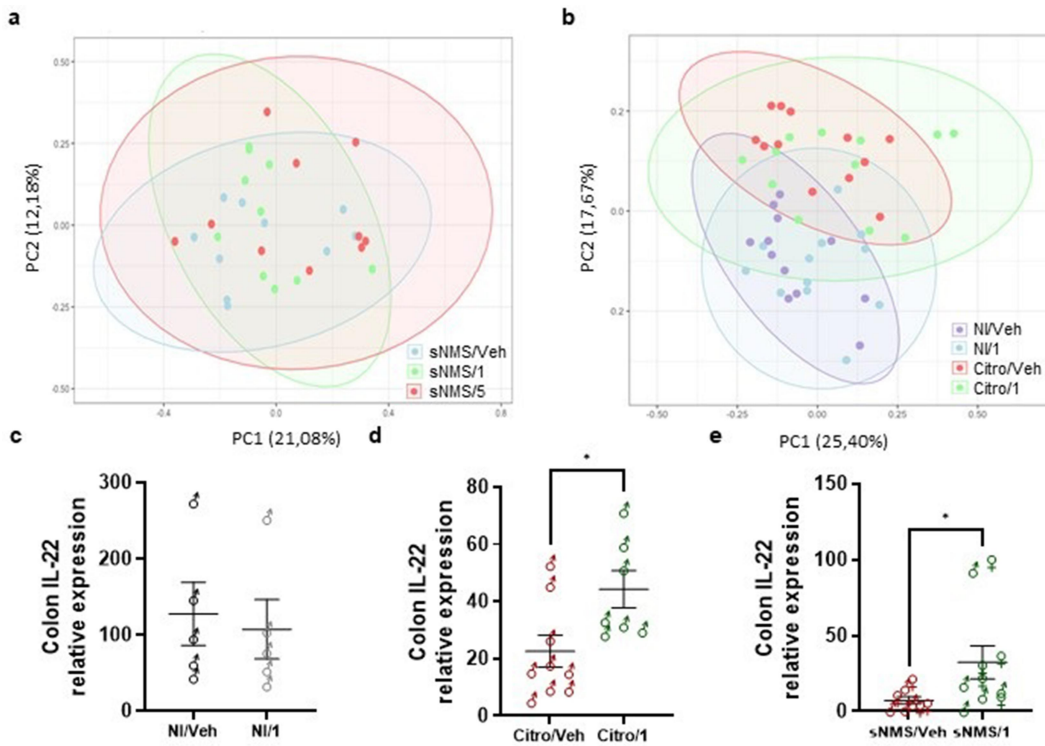 a
b
0.50
0.25
0.00
-0.25
-0.50
PC2 (12,18%)
sNMS/Veh
sNMS/1
sNMS/5
-0.4
0.0
0.4
0.8
PC1 (21,08%)
0.2
0.0
0.2
PC2 (17,67%)
NI/Veh
NI/1
Citro/Veh
Citro/1
-0.50
-0.25
0.00
0.25
0.50
PC1 (25,40%)
c
d
e
Colon IL-22
relative expression
300
200
100
0
NI/Veh
NI/1
Colon IL-22
relative expression
80
60
40
20
0
*
Citro/Veh
Citro/1
Colon IL-22
relative expression
150
100
50
0
*
sNMS/Veh
sNMS/1